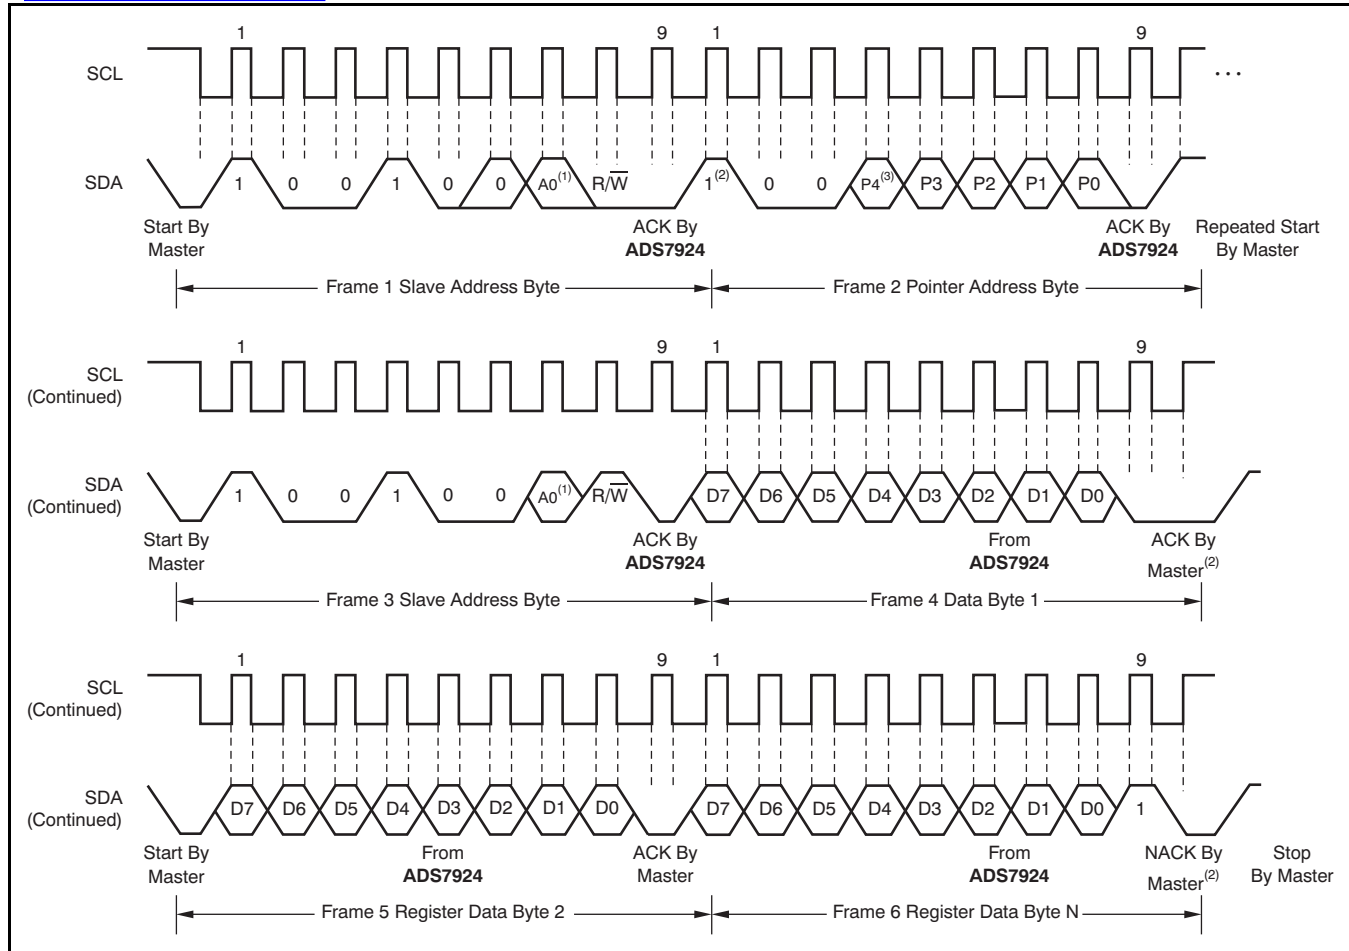 1 9 1 9
SCL ...
SDA 1 0 0 1 0 0 A0(1) R/W̅ 1(2) 0 0 P4(3) P3 P2 P1 P0
Start By ACK By ACK By Repeated Start
Master ADS7924 ADS7924 By Master
Frame 1 Slave Address Byte Frame 2 Pointer Address Byte
1 9 1 9
SCL
(Continued)
SDA
(Continued) 1 0 0 1 0 0 A0(1) R/W̅ D7 D6 D5 D4 D3 D2 D1 D0
Start By ACK By From ACK By
Master ADS7924 ADS7924 Master(2)
Frame 3 Slave Address Byte Frame 4 Data Byte 1
1 9 1 9
SCL
(Continued)
SDA
(Continued) D7 D6 D5 D4 D3 D2 D1 D0 D7 D6 D5 D4 D3 D2 D1 D0 1
Start By From ACK By From NACK By Stop
Master ADS7924 Master ADS7924 Master(2) By Master
Frame 5 Register Data Byte 2 Frame 6 Register Data Byte N